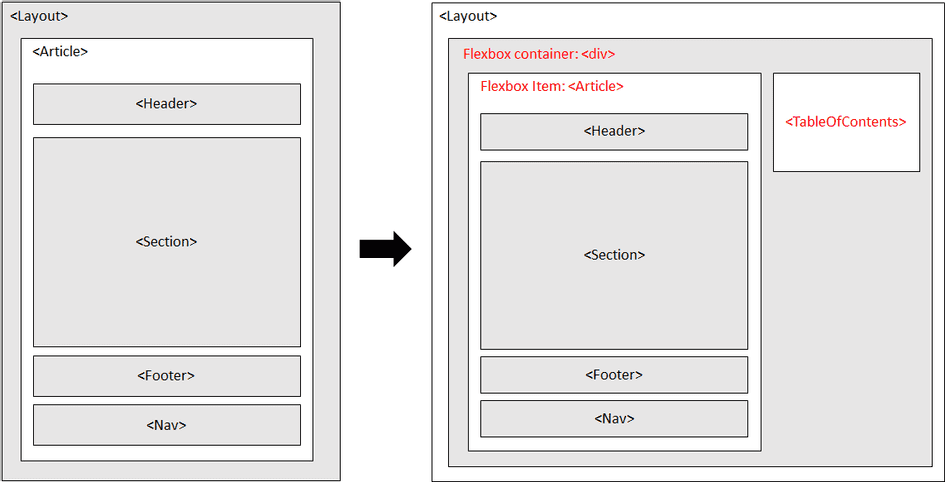 <Layout>
<Article>
<Header>
<Section>
<Footer>
<Nav>
<Layout>
Flexbox container: <div>
Flexbox Item: <Article>
<Header>
<Section>
<Footer>
<Nav>
<TableOfContents>